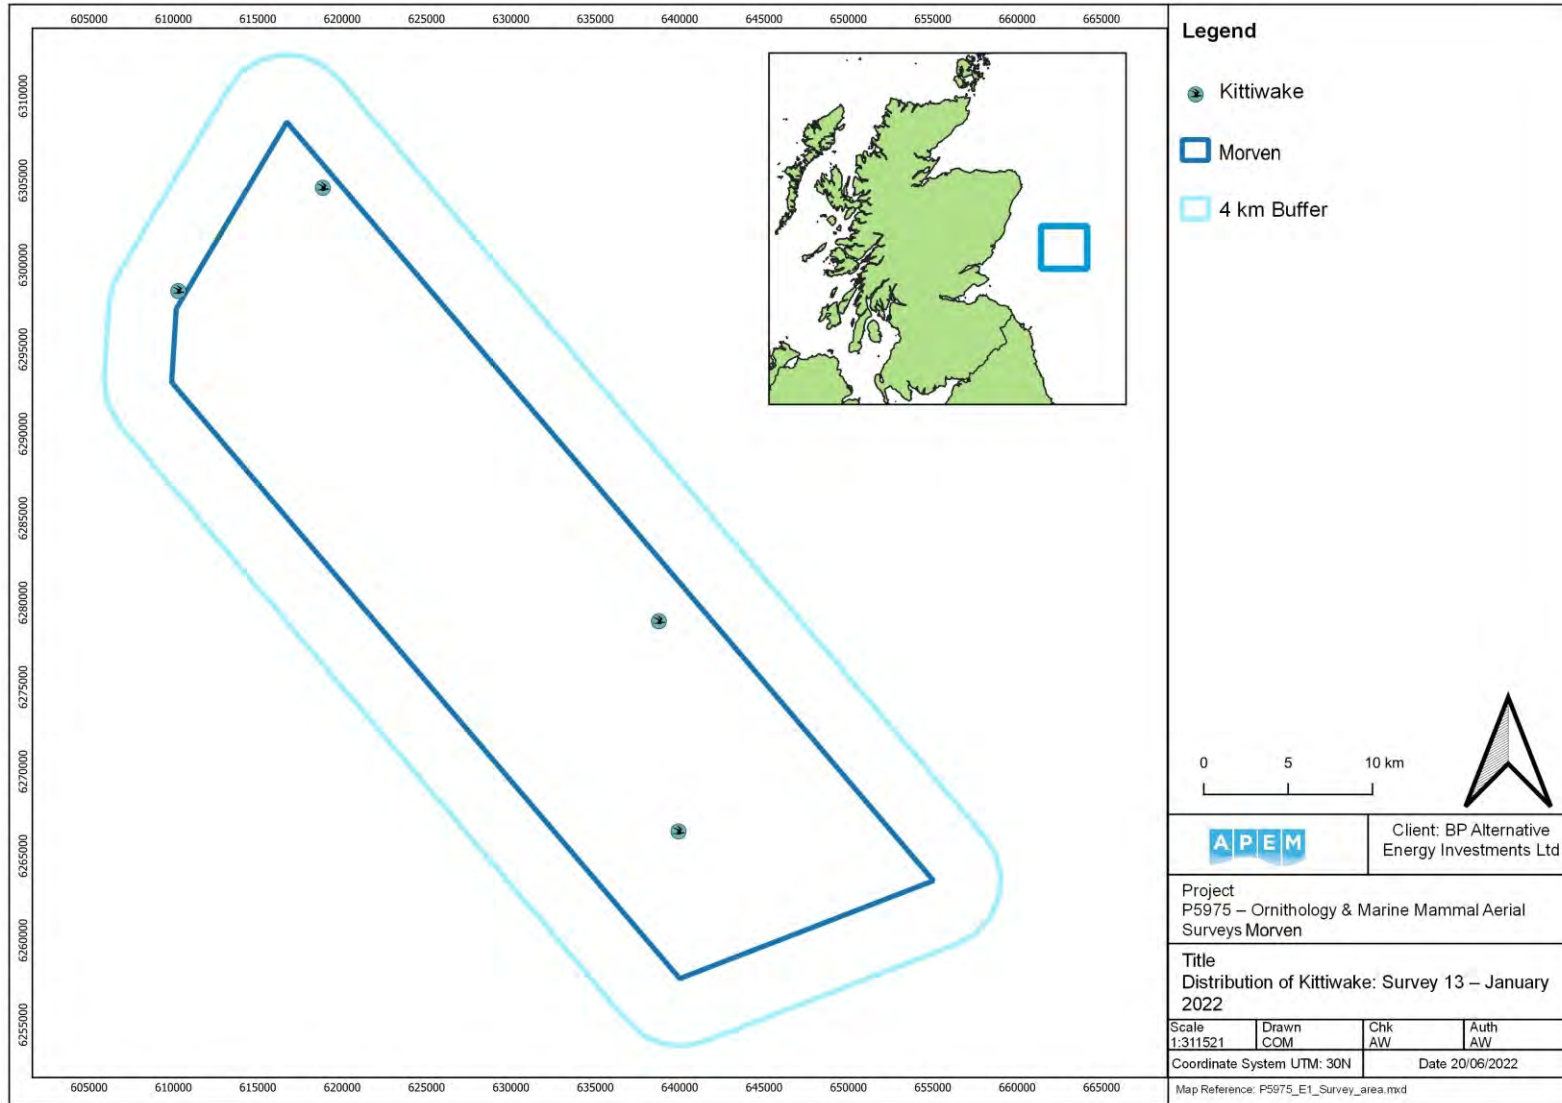 605000 610000 615000 620000 625000 630000 635000 640000 645000 650000 655000 660000 665000
6310000
6305000
6300000
6295000
6290000
6285000
6280000
6275000
6270000
6265000
6260000
6255000
605000 610000 615000 620000 625000 630000 635000 640000 645000 650000 655000 660000 665000
Legend
Kittiwake
Morven
4 km Buffer
0 5 10 km
APEM
Client: BP Alternative
Energy Investments Ltd
Project
P5975 – Ornithology & Marine Mammal Aerial
Surveys Morven
Title
Distribution of Kittiwake: Survey 13 – January
2022
Scale
1:311521
Drawn
COM
Chk
AW
Auth
AW
Coordinate System UTM: 30N
Date 20/06/2022
Map Reference: P5975_E1_Survey_area.mxd